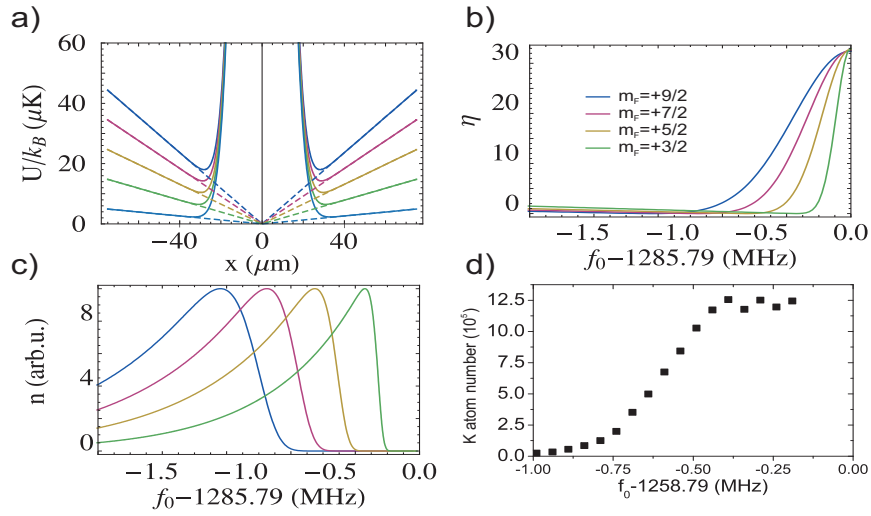 a)
60
40
20
0
U/k_B (μK)
−40
0
40
x (μm)
b)
30
20
10
0
η
m_F=+9/2
m_F=+7/2
m_F=+5/2
m_F=+3/2
−1.5
−1.0
−0.5
0.0
f_0−1285.79 (MHz)
c)
8
4
0
n (arb.u.)
−1.5
−1.0
−0.5
0.0
f_0−1285.79 (MHz)
d)
12.5
10.0
7.5
5.0
2.5
0.0
K atom number (10^5)
-1.00
-0.75
-0.50
-0.25
0.00
f_0-1258.79 (MHz)